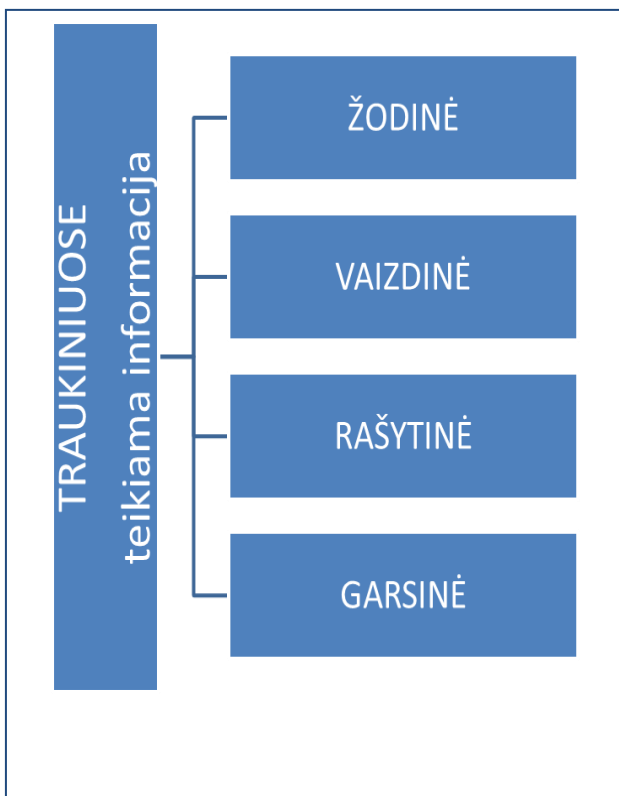 TRAUKINIUOSE
teikiama informacija
ŽODINĖ
VAIZDINĖ
RAŠYTINĖ
GARSINĖ